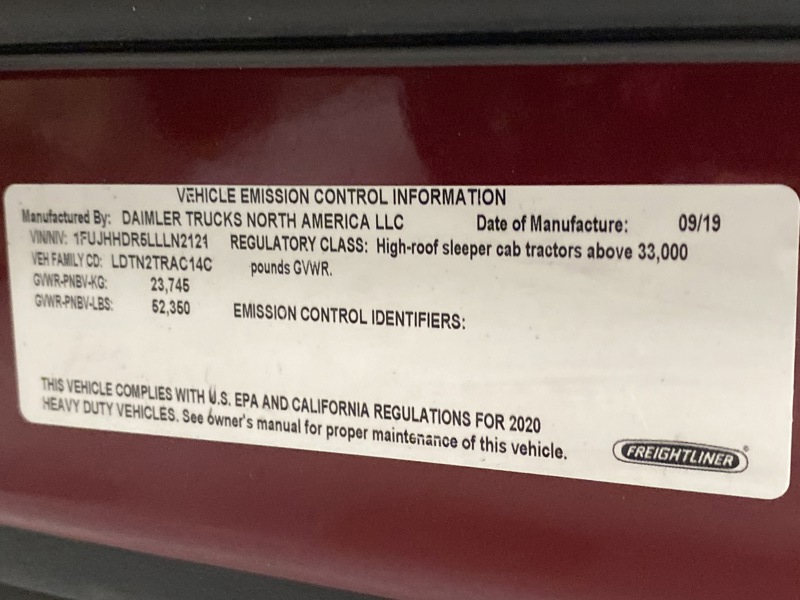 VEHICLE EMISSION CONTROL INFORMATION
Manufactured By: DAIMLER TRUCKS NORTH AMERICA LLC Date of Manufacture: 09/19
VIN/NIV: 1FUJHHDR5LLLN2121 REGULATORY CLASS: High-roof sleeper cab tractors above 33,000
VEH FAMILY CD: LDTN2TRAC14C pounds GVWR.
GVWR-PNBV-KG: 23,745
GVWR-PNBV-LBS: 52,350 EMISSION CONTROL IDENTIFIERS:
THIS VEHICLE COMPLIES WITH U.S. EPA AND CALIFORNIA REGULATIONS FOR 2020
HEAVY DUTY VEHICLES. See owner's manual for proper maintenance of this vehicle.
FREIGHTLINER®